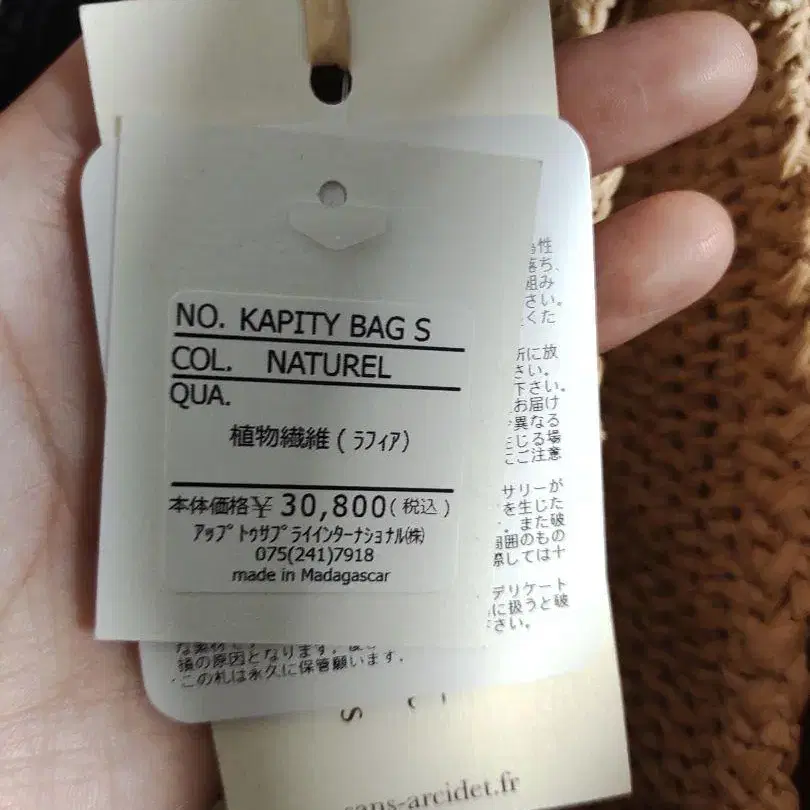 NO. KAPITY BAG S
COL. NATUREL
QUA.
植物繊維(ラフィア)
本体価格¥ 30,800(税込)
アップトゥサプライインターナショナル㈱
075(241)7918
made in Madagascar
性
落ち、
組み
さい。
くた
所に放
さい。
下さい。
お届け
異なる
じる場
ご注意
サリーが
を生じた
。また破
周囲のもの
際しては十
デリケート
に扱うと破
さい。
損の原因となります。
・この札は永久に保管願います.
sans-arcidet.fr